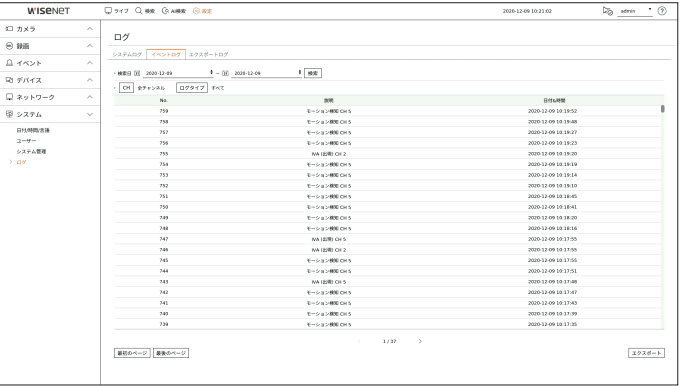 WISENET
ライブ 検索 AI検索 設定 2020-12-09 10:21:02 admin
カメラ
録画
イベント
デバイス
ネットワーク
システム
日付/時間/言語
ユーザー
システム管理
ログ
ログ
システムログ イベントログ エクスポートログ
検索日 2020-12-09 ~ 2020-12-09 検索
CH 全チャンネル ログタイプ すべて
No. 説明 日付&時間
759 モーション検知 CH 5 2020-12-09 10:19:52
758 モーション検知 CH 5 2020-12-09 10:19:48
757 モーション検知 CH 5 2020-12-09 10:19:27
756 モーション検知 CH 5 2020-12-09 10:19:23
755 IVA (出現) CH 2 2020-12-09 10:19:20
754 モーション検知 CH 5 2020-12-09 10:19:19
753 モーション検知 CH 5 2020-12-09 10:19:14
752 モーション検知 CH 5 2020-12-09 10:19:10
751 モーション検知 CH 5 2020-12-09 10:18:45
750 モーション検知 CH 5 2020-12-09 10:18:41
749 モーション検知 CH 5 2020-12-09 10:18:20
748 モーション検知 CH 5 2020-12-09 10:18:16
747 IVA (出現) CH 5 2020-12-09 10:17:55
746 IVA (出現) CH 2 2020-12-09 10:17:55
745 モーション検知 CH 5 2020-12-09 10:17:55
744 モーション検知 CH 5 2020-12-09 10:17:51
743 IVA (出現) CH 5 2020-12-09 10:17:48
742 モーション検知 CH 5 2020-12-09 10:17:47
741 モーション検知 CH 5 2020-12-09 10:17:43
740 モーション検知 CH 5 2020-12-09 10:17:39
739 モーション検知 CH 5 2020-12-09 10:17:35
1 / 37 >
最初のページ 最後のページ エクスポート